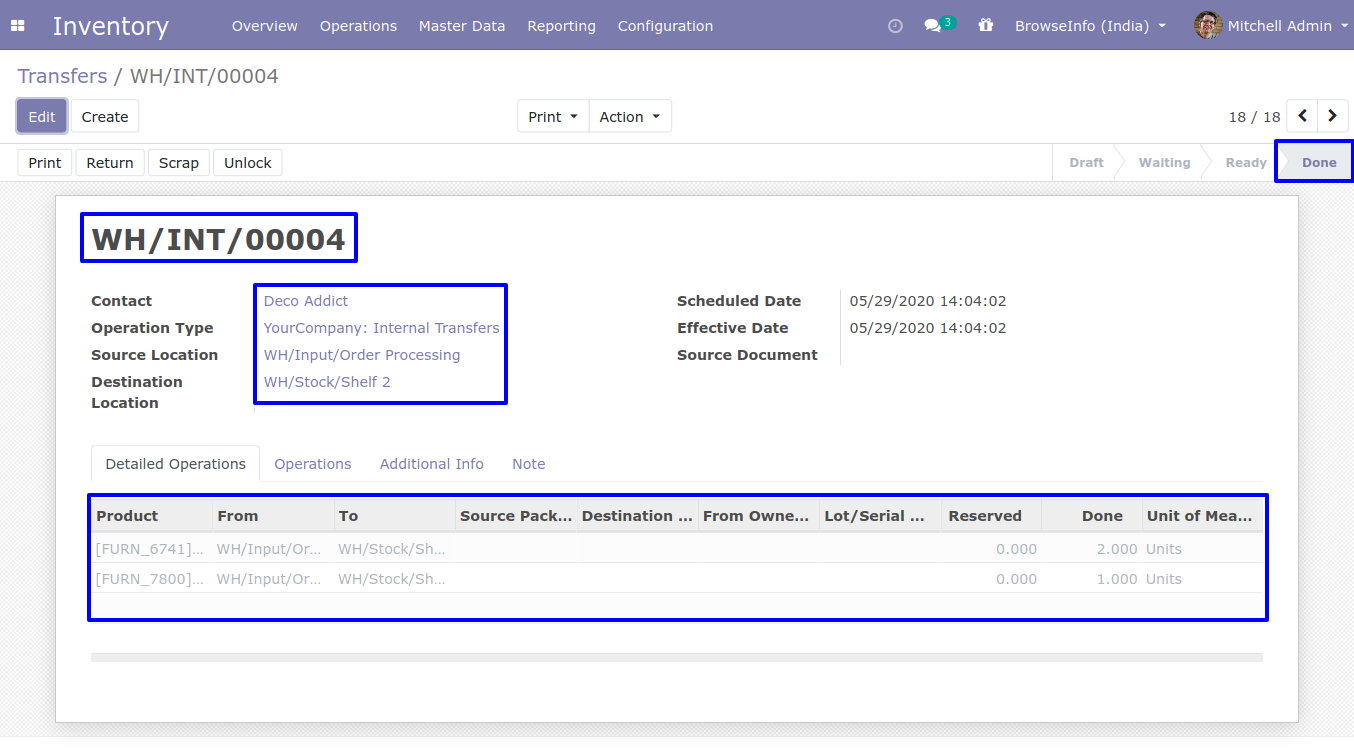 Inventory Overview Operations Master Data Reporting Configuration 3 BrowseInfo (India) Mitchell Admin
Transfers / WH/INT/00004
Edit Create Print Action 18 / 18
Print Return Scrap Unlock Draft Waiting Ready Done
WH/INT/00004
Contact Deco Addict Scheduled Date 05/29/2020 14:04:02
Operation Type YourCompany: Internal Transfers Effective Date 05/29/2020 14:04:02
Source Location WH/Input/Order Processing Source Document
Destination WH/Stock/Shelf 2
Location
Detailed Operations Operations Additional Info Note
Product From To Source Pack... Destination ... From Owne... Lot/Serial ... Reserved Done Unit of Mea...
[FURN_6741]... WH/Input/Or... WH/Stock/Sh... 0.000 2.000 Units
[FURN_7800]... WH/Input/Or... WH/Stock/Sh... 0.000 1.000 Units